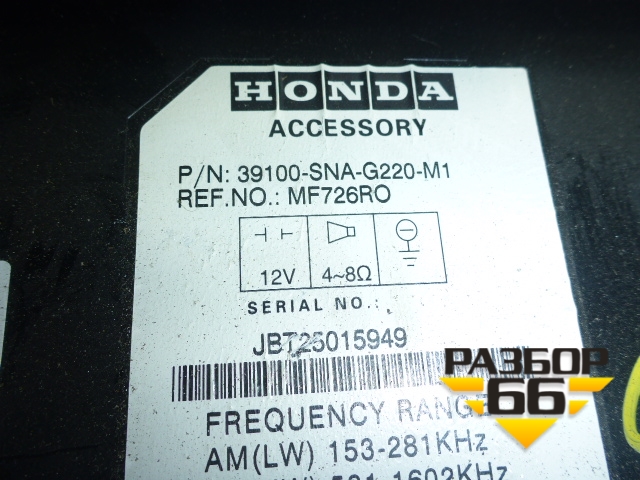 HONDA
ACCESSORY
P/N: 39100-SNA-G220-M1
REF.NO.: MF726RO
12V 4~8Ω
SERIAL NO.:
JBT25015949
РАЗБОР
66
FREQUENCY RANGE
AM(LW) 153-281KHz
1602KHz